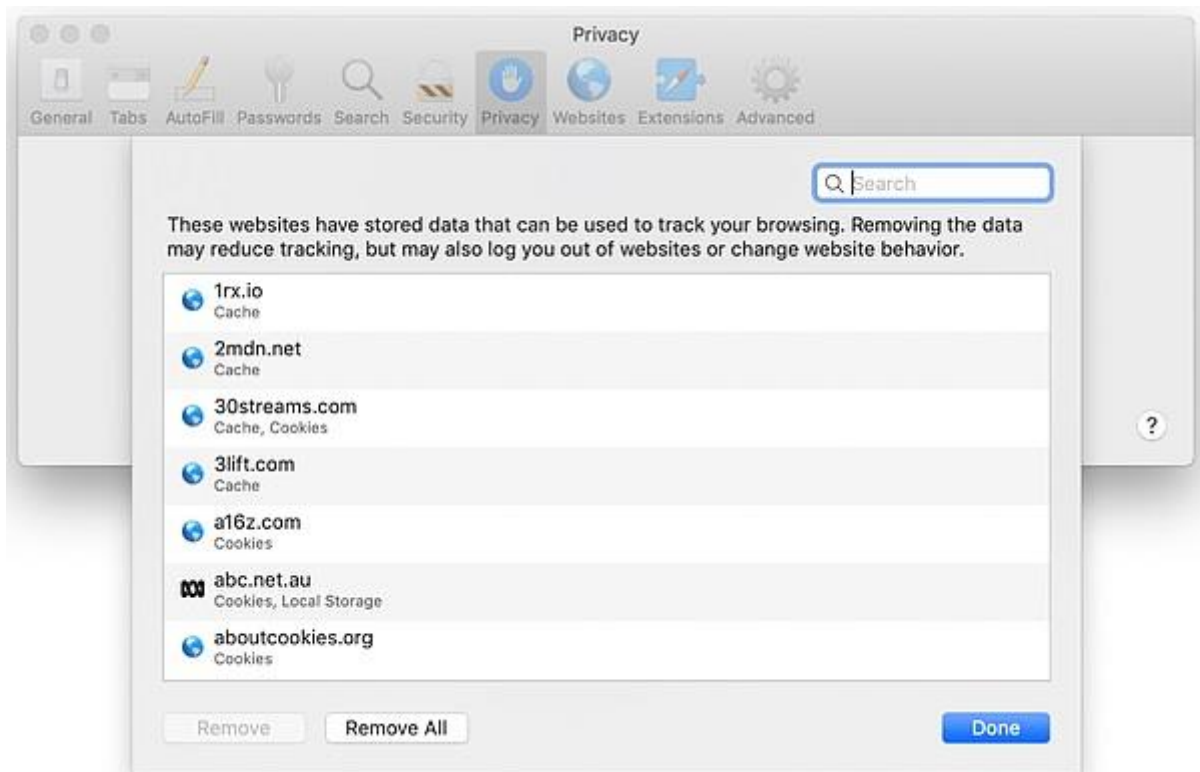 Privacy
General Tabs AutoFill Passwords Search Security Privacy Websites Extensions Advanced
Search
These websites have stored data that can be used to track your browsing. Removing the data
may reduce tracking, but may also log you out of websites or change website behavior.
1rx.io
Cache
2mdn.net
Cache
30streams.com
Cache, Cookies
3lift.com
Cache
a16z.com
Cookies
abc.net.au
Cookies, Local Storage
aboutcookies.org
Cookies
?
Remove Remove All Done